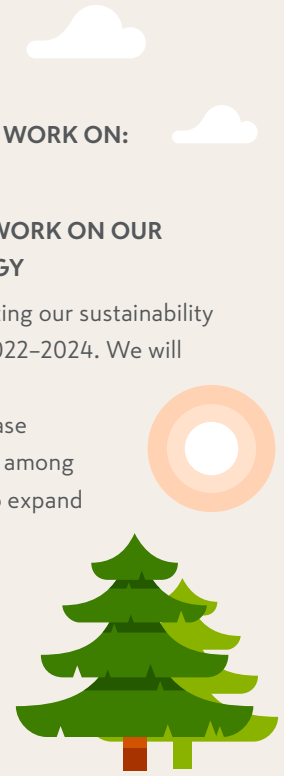 WORK ON:
WORK ON OUR
GY
ing our sustainability
022–2024. We will
ase
among
expand